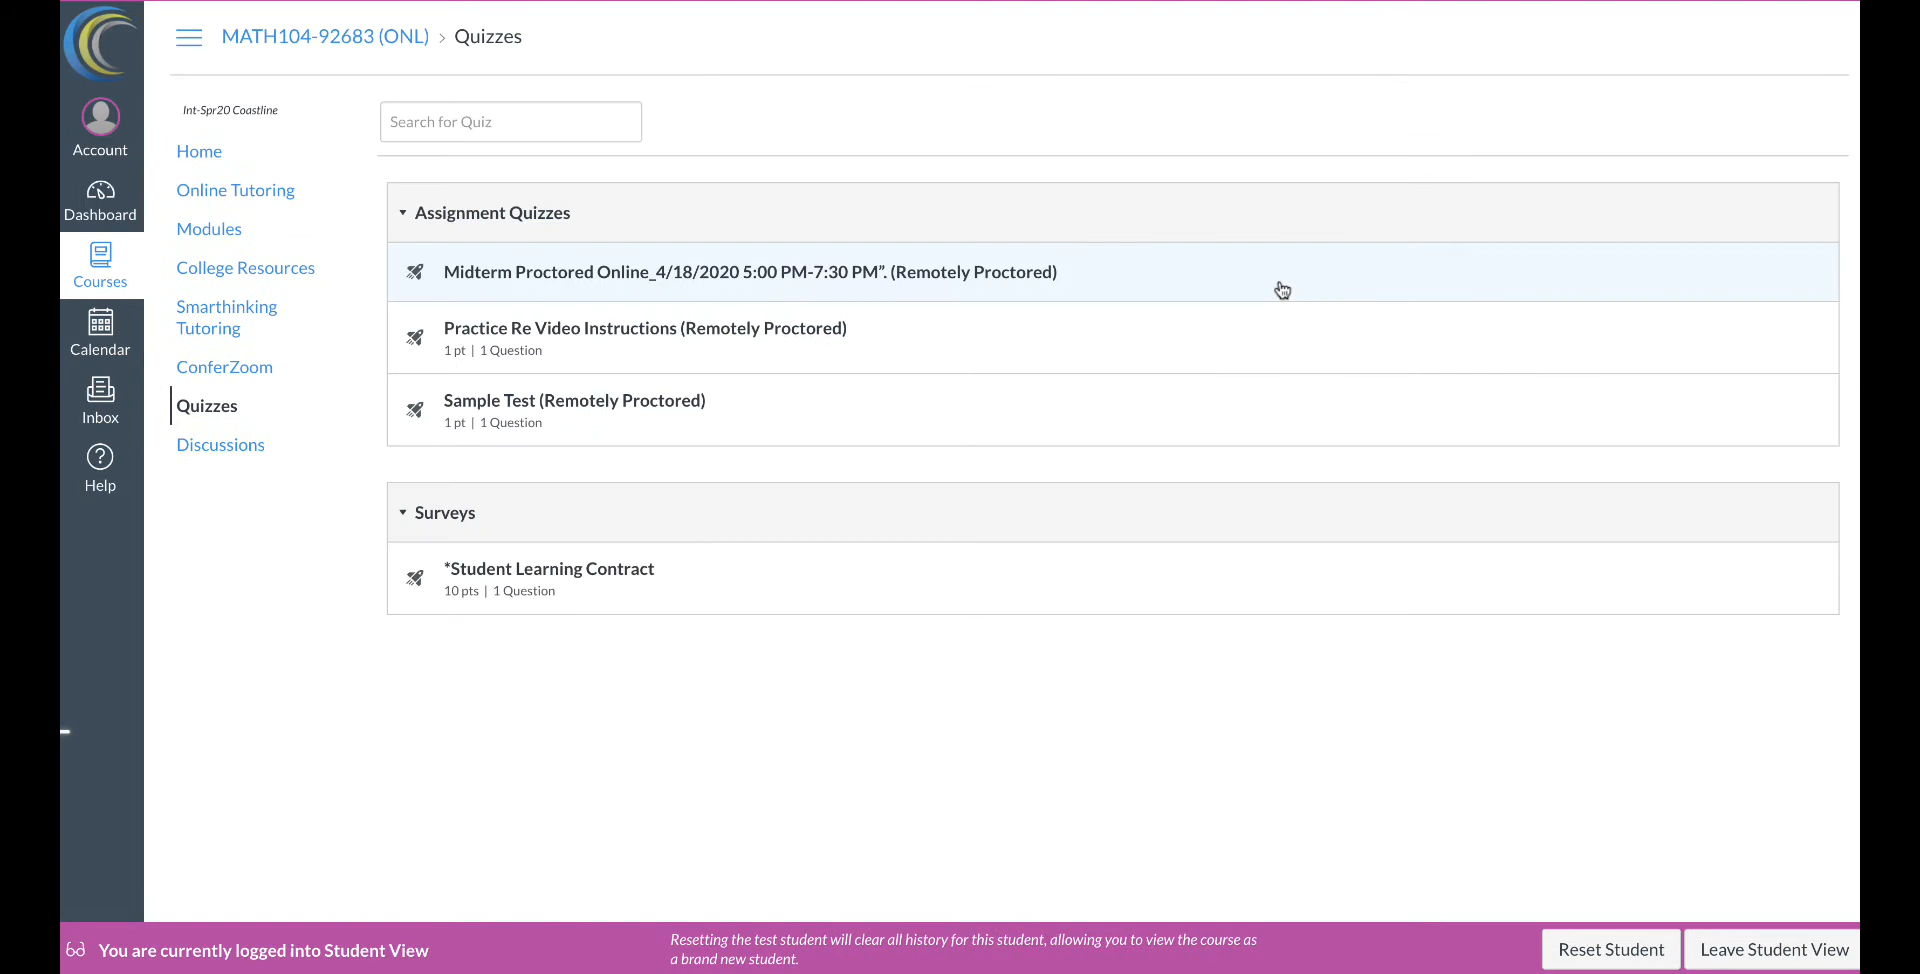 MATH104-92683 (ONL) › Quizzes
Account
Dashboard
Courses
Calendar
Inbox
Help
Int-Spr20 Coastline
Home
Online Tutoring
Modules
College Resources
Smarthinking
Tutoring
ConferZoom
Quizzes
Discussions
Search for Quiz
Assignment Quizzes
Midterm Proctored Online_4/18/2020 5:00 PM-7:30 PM”. (Remotely Proctored)
Practice Re Video Instructions (Remotely Proctored)
1 pt | 1 Question
Sample Test (Remotely Proctored)
1 pt | 1 Question
Surveys
*Student Learning Contract
10 pts | 1 Question
You are currently logged into Student View
Resetting the test student will clear all history for this student, allowing you to view the course as
a brand new student.
Reset Student
Leave Student View